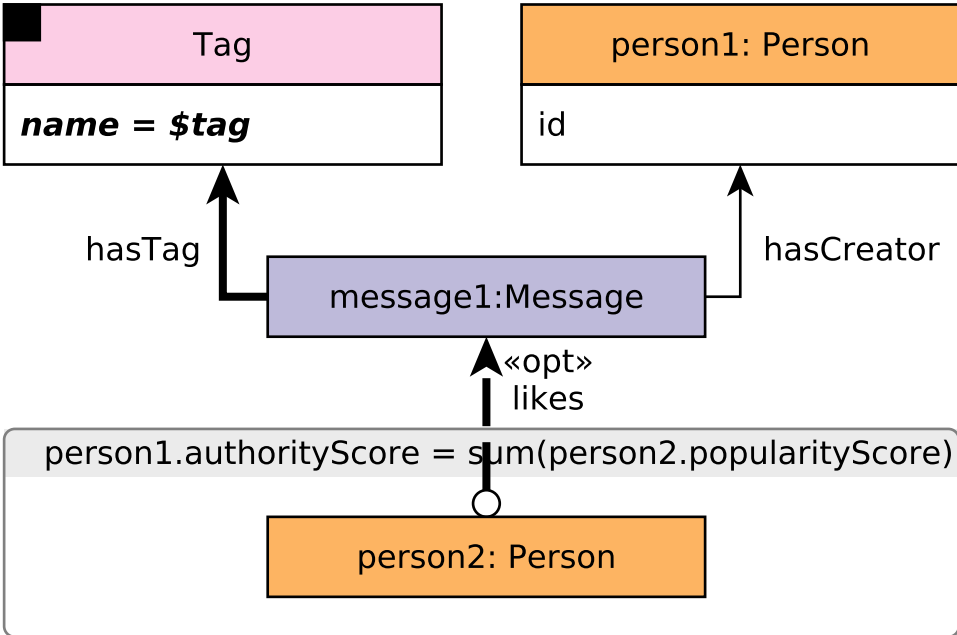 Tag
person1: Person
name = $tag
id
hasTag
hasCreator
message1:Message
«opt»
likes
person1.authorityScore = sum(person2.popularityScore)
person2: Person